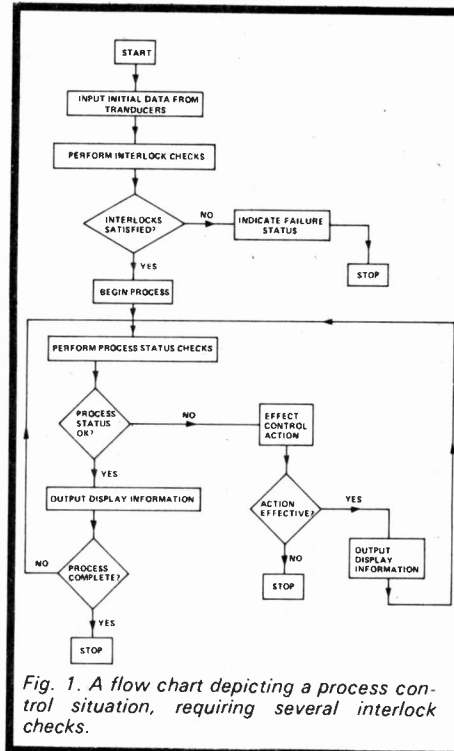 START
INPUT INITIAL DATA FROM
TRANDUCERS
PERFORM INTERLOCK CHECKS
INTERLOCKS
SATISFIED?
NO
INDICATE FAILURE
STATUS
STOP
YES
BEGIN PROCESS
PERFORM PROCESS STATUS CHECKS
PROCESS
STATUS
OK?
NO
EFFECT
CONTROL
ACTION
YES
OUTPUT DISPLAY INFORMATION
ACTION
EFFECTIVE?
YES
OUTPUT
DISPLAY
INFORMATION
NO
STOP
NO
PROCESS
COMPLETE?
YES
STOP
Fig. 1. A flow chart depicting a process con-
trol situation, requiring several interlock
checks.